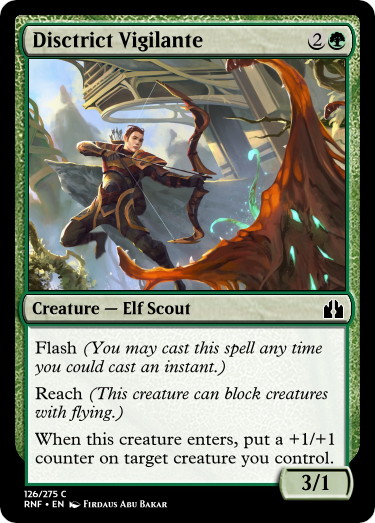 Disctrict Vigilante 2
Creature — Elf Scout
Flash (You may cast this spell any time
you could cast an instant.)
Reach (This creature can block creatures
with flying.)
When this creature enters, put a +1/+1
counter on target creature you control.
3/1
126/275 C
RNF • EN Firdaus Abu Bakar